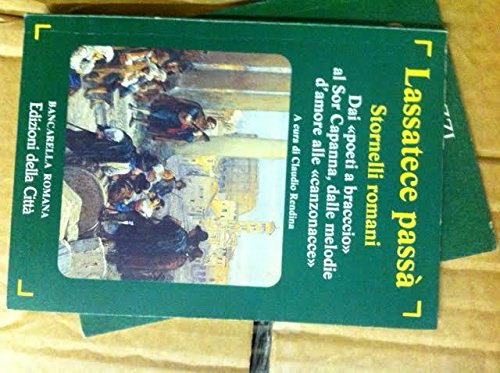 Lassatece passà
Stornelli romani
Dai «poeti a bracccio»
al Sor Capanna, dalle melodie
d'amore alle «canzonacce»
A cura di Claudio Rendina
BANCARELLA ROMANA
Edizioni della Città